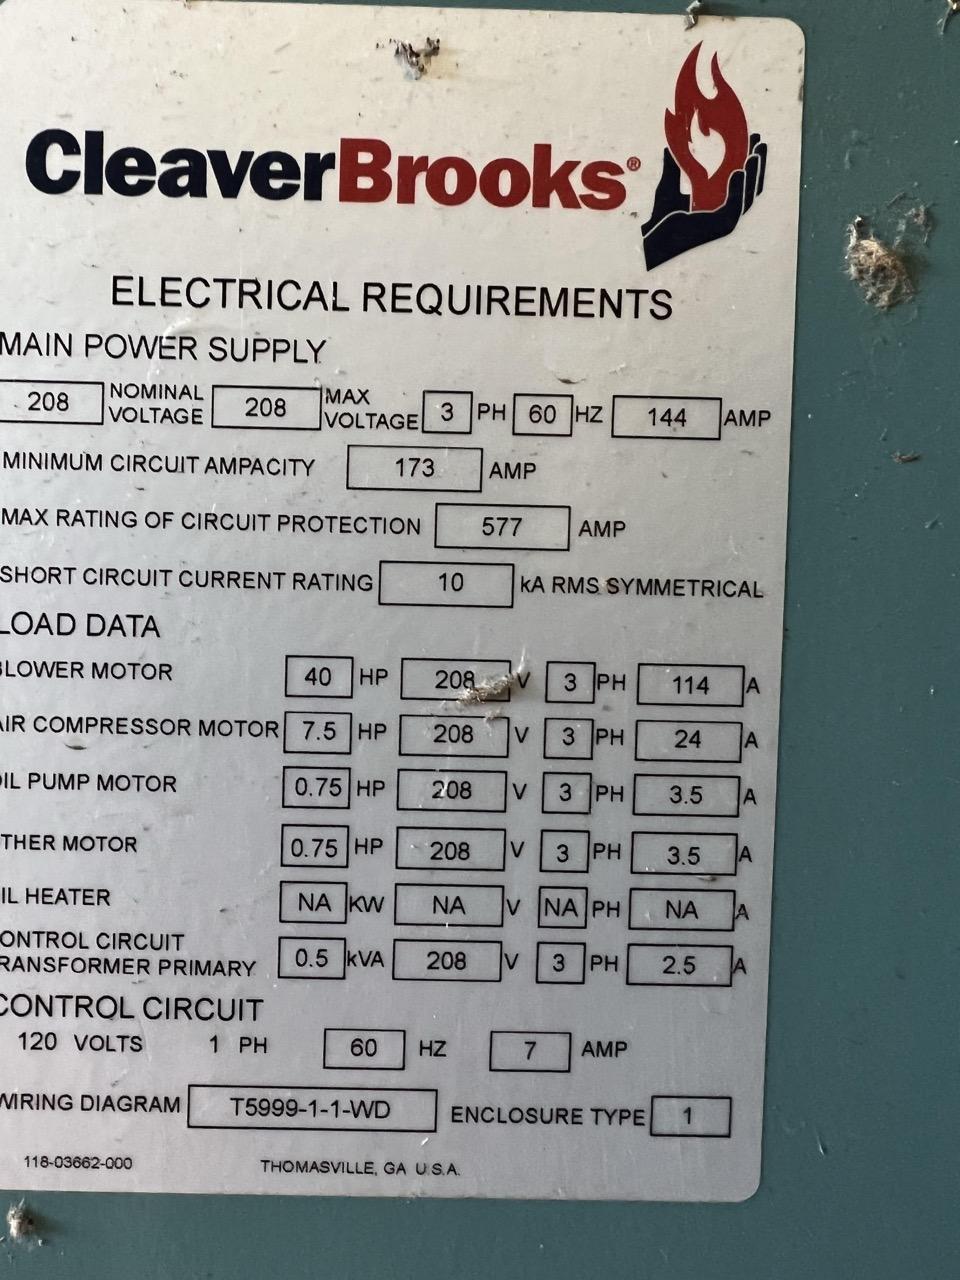 CleaverBrooks®
ELECTRICAL REQUIREMENTS
MAIN POWER SUPPLY
208 NOMINAL VOLTAGE 208 MAX VOLTAGE 3 PH 60 HZ 144 AMP
MINIMUM CIRCUIT AMPACITY 173 AMP
MAX RATING OF CIRCUIT PROTECTION 577 AMP
SHORT CIRCUIT CURRENT RATING 10 kA RMS SYMMETRICAL
LOAD DATA
BLOWER MOTOR 40 HP 208 V 3 PH 114 A
AIR COMPRESSOR MOTOR 7.5 HP 208 V 3 PH 24 A
OIL PUMP MOTOR 0.75 HP 208 V 3 PH 3.5 A
THER MOTOR 0.75 HP 208 V 3 PH 3.5 A
IL HEATER NA KW NA V NA PH NA A
ONTROL CIRCUIT
RANSFORMER PRIMARY 0.5 kVA 208 V 3 PH 2.5 A
CONTROL CIRCUIT
120 VOLTS 1 PH 60 HZ 7 AMP
WIRING DIAGRAM T5999-1-1-WD ENCLOSURE TYPE 1
118-03662-000 THOMASVILLE, GA U.S.A.